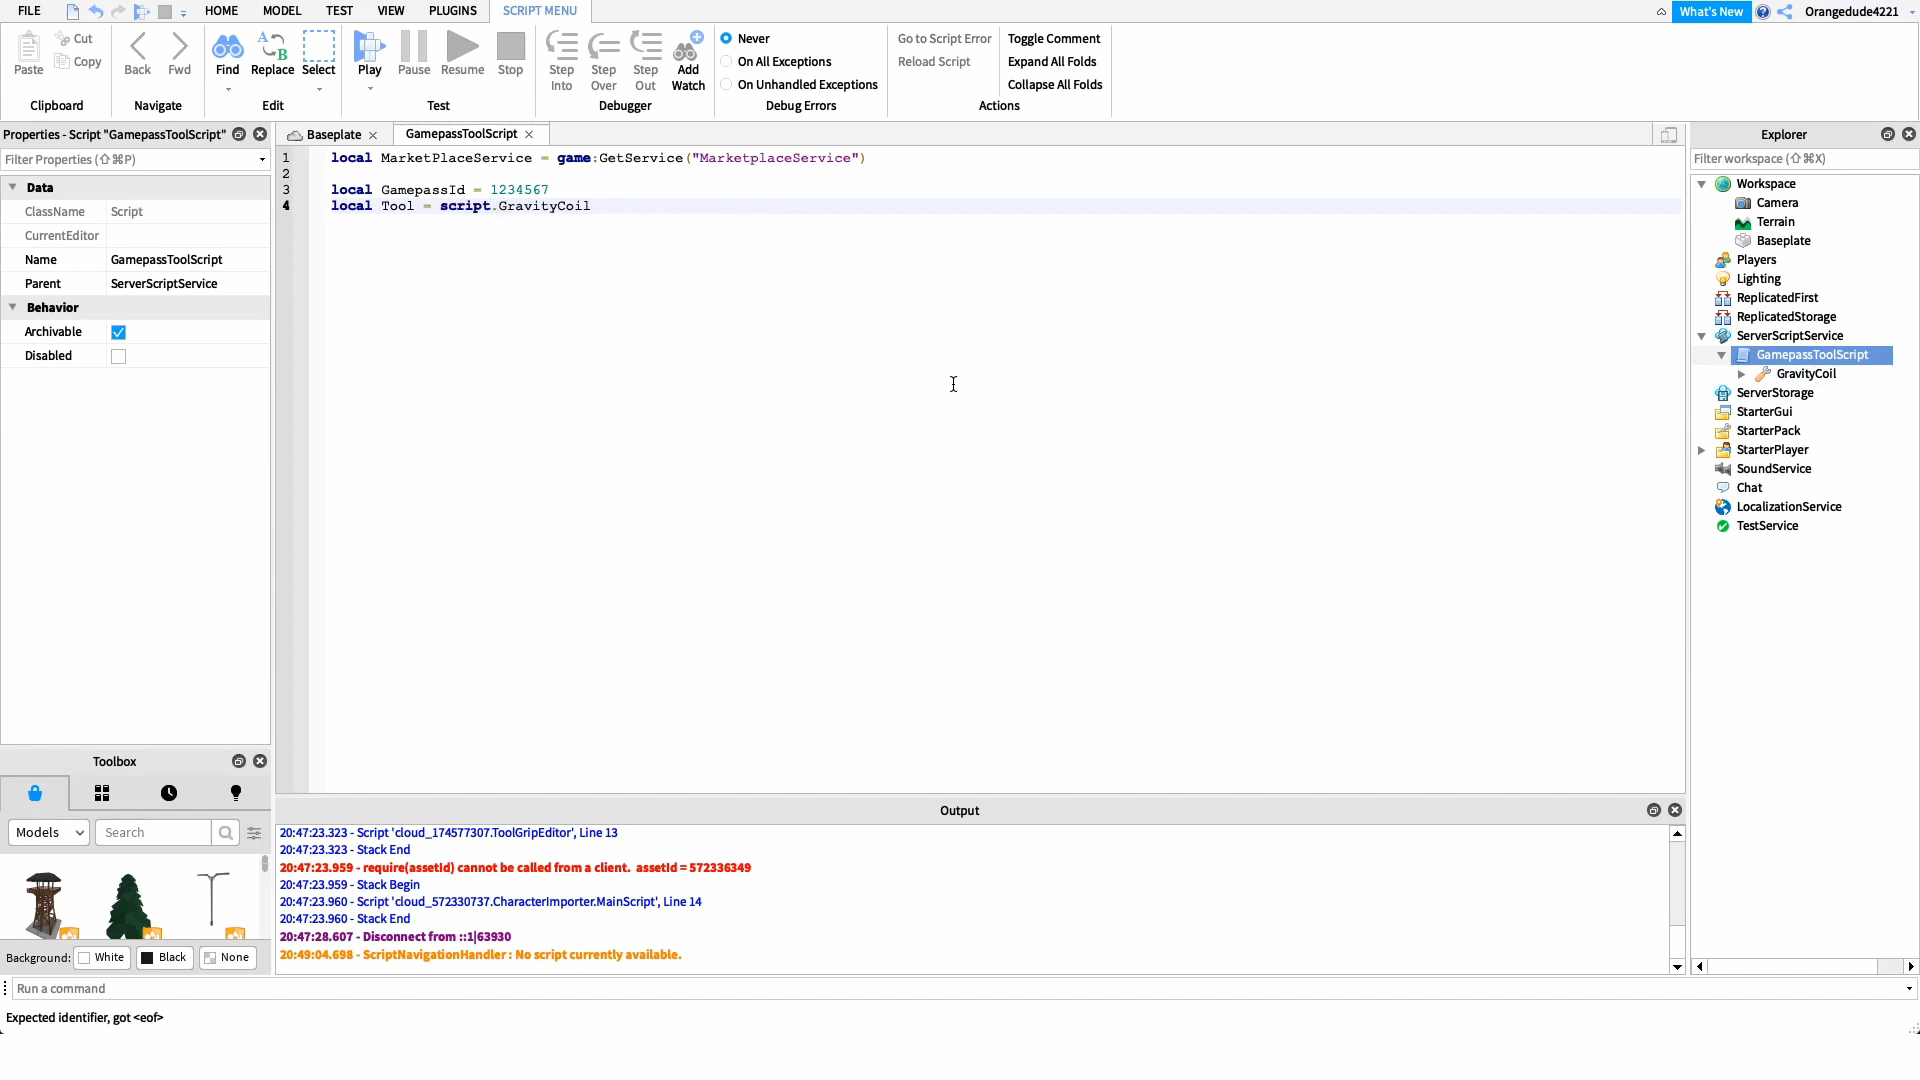 FILE HOME MODEL TEST VIEW PLUGINS SCRIPT MENU What's New Orangedude4221
Paste Cut Copy Clipboard
Back Fwd Navigate
Find Replace Select Edit
Play Pause Resume Stop Test
Step Into Step Over Step Out Add Watch Debugger
Never
On All Exceptions
On Unhandled Exceptions
Debug Errors
Go to Script Error
Reload Script
Toggle Comment
Expand All Folds
Collapse All Folds
Actions
Properties - Script "GamepassToolScript"
Filter Properties (⇧⌘P)
Data
ClassName Script
CurrentEditor
Name GamepassToolScript
Parent ServerScriptService
Behavior
Archivable
Disabled
Toolbox
Models Search
Background: White Black None
Baseplate GamepassToolScript
1 local MarketPlaceService = game:GetService("MarketplaceService")
2
3 local GamepassId = 1234567
4 local Tool = script.GravityCoil
Output
20:47:23.323 - Script 'cloud_174577307.ToolGripEditor', Line 13
20:47:23.323 - Stack End
20:47:23.959 - require(assetId) cannot be called from a client. assetId = 572336349
20:47:23.959 - Stack Begin
20:47:23.960 - Script 'cloud_572330737.CharacterImporter.MainScript', Line 14
20:47:23.960 - Stack End
20:47:28.607 - Disconnect from ::1|63930
20:49:04.698 - ScriptNavigationHandler : No script currently available.
Explorer
Filter workspace (⇧⌘X)
Workspace
Camera
Terrain
Baseplate
Players
Lighting
ReplicatedFirst
ReplicatedStorage
ServerScriptService
GamepassToolScript
GravityCoil
ServerStorage
StarterGui
StarterPack
StarterPlayer
SoundService
Chat
LocalizationService
TestService
Run a command
Expected identifier, got <eof>